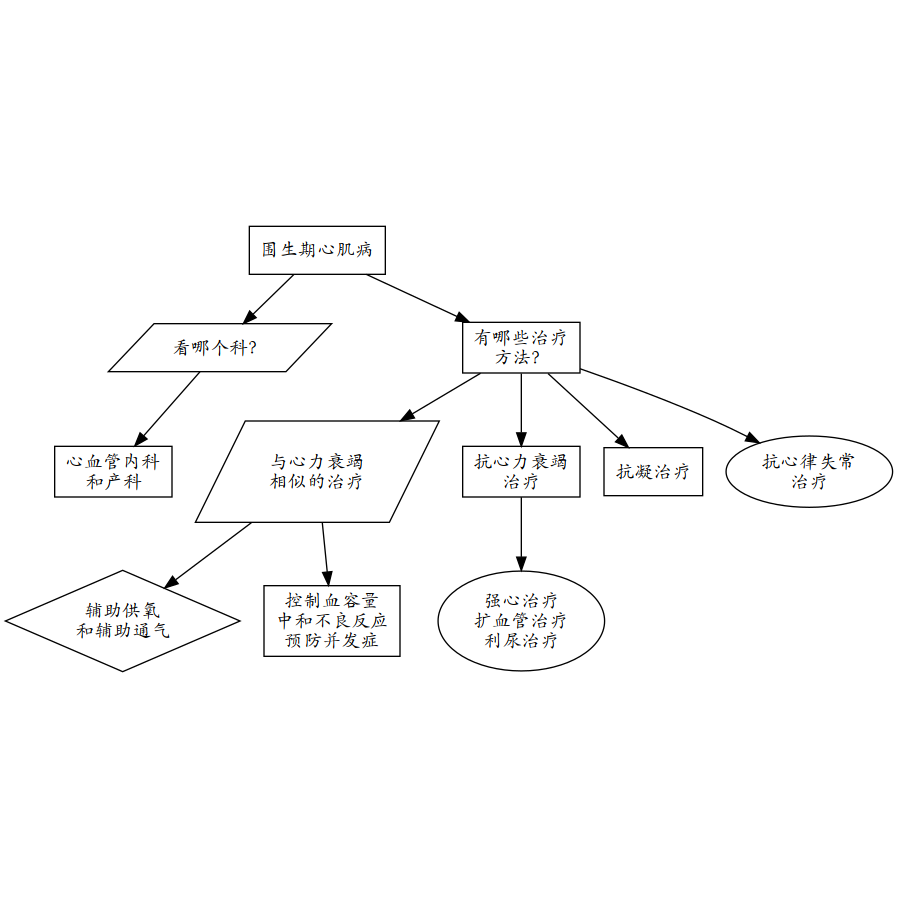 围生期心肌病
看哪个科?
有哪些治疗
方法?
心血管内科
和产科
与心力衰竭
相似的治疗
抗心力衰竭
治疗
抗凝治疗
抗心律失常
治疗
辅助供氧
和辅助通气
控制血容量
中和不良反应
预防并发症
强心治疗
扩血管治疗
利尿治疗